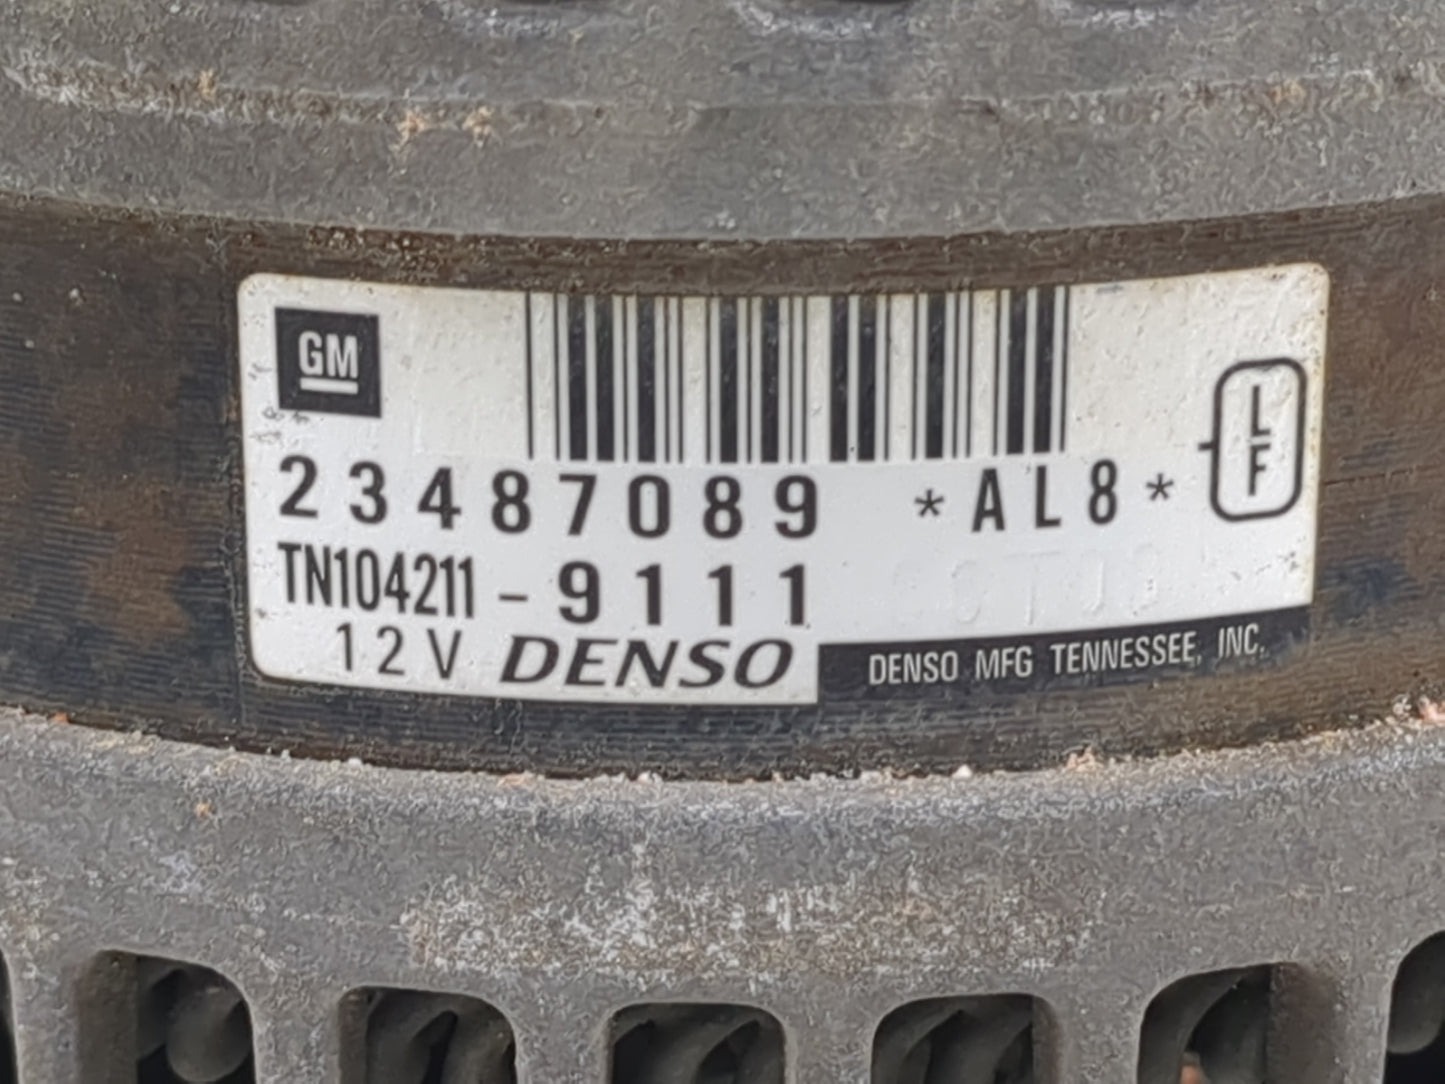 GM
L
F
23487089 *AL8*
TN104211-9111
12V DENSO
DENSO MFG TENNESSEE, INC.